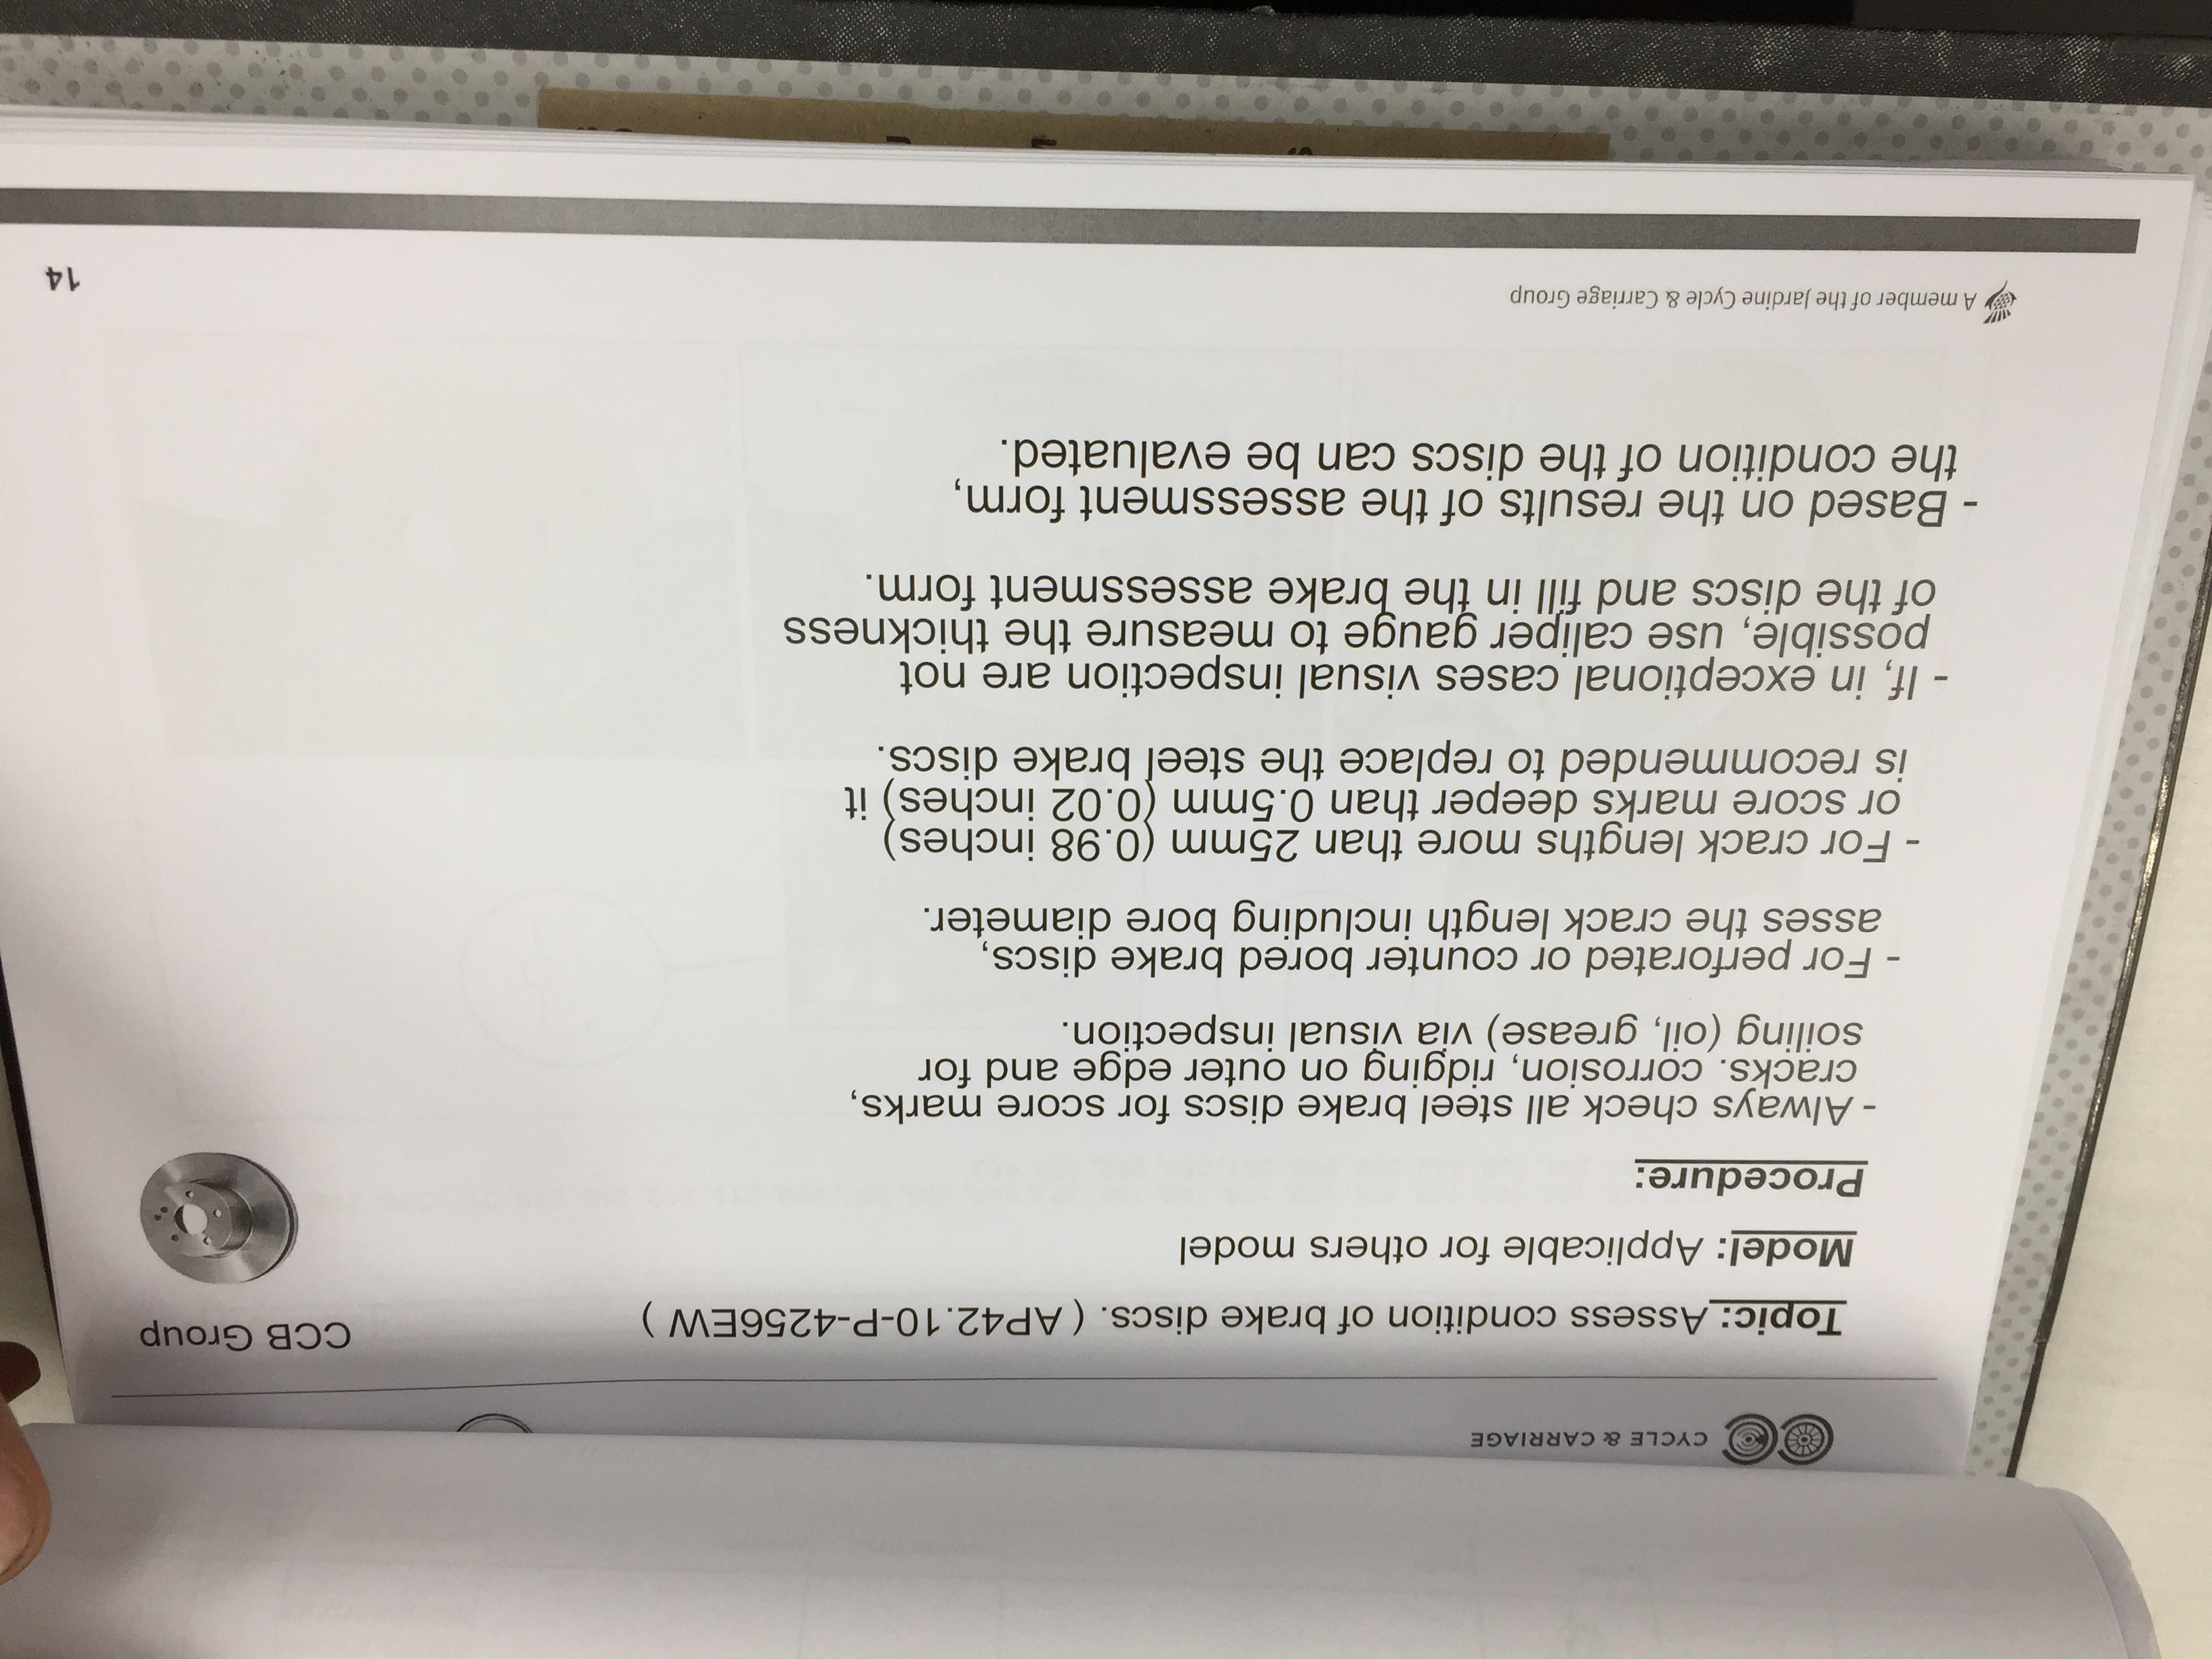 CYCLE & CARRIAGE
Topic: Assess condition of brake discs. ( AP42.10-P-4256EW )
CCB Group
Model: Applicable for others model
Procedure:
- Always check all steel brake discs for score marks,
cracks. corrosion, ridging on outer edge and for
soiling (oil, grease) via visual inspection.
- For perforated or counter bored brake discs,
asses the crack length including bore diameter.
- For crack lengths more than 25mm (0.98 inches)
or score marks deeper than 0.5mm (0.02 inches) it
is recommended to replace the steel brake discs.
- If, in exceptional cases visual inspection are not
possible, use caliper gauge to measure the thickness
of the discs and fill in the brake assessment form.
- Based on the results of the assessment form,
the condition of the discs can be evaluated.
A member of the Jardine Cycle & Carriage Group
14